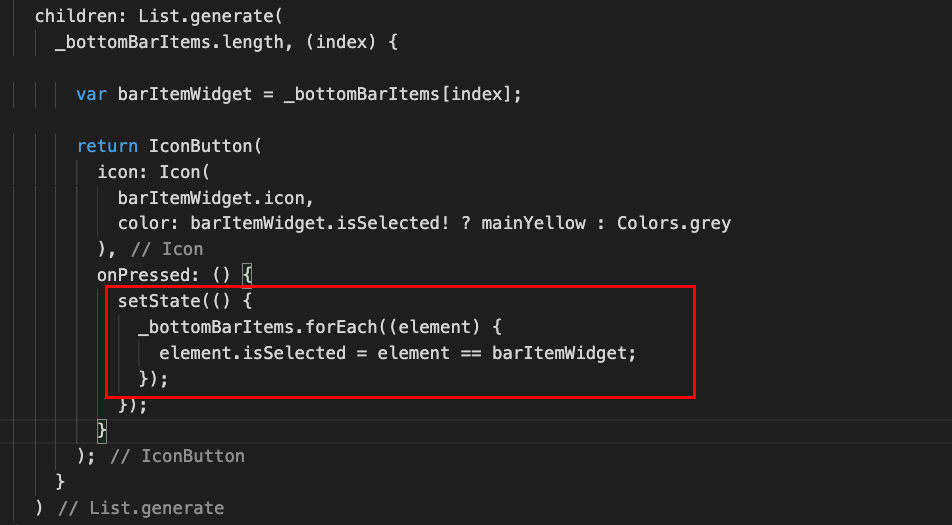 children: List.generate(
_bottomBarItems.length, (index) {
var barItemWidget = _bottomBarItems[index];
return IconButton(
icon: Icon(
barItemWidget.icon,
color: barItemWidget.isSelected! ? mainYellow : Colors.grey
), // Icon
onPressed: () {
setState(() {
_bottomBarItems.forEach((element) {
element.isSelected = element == barItemWidget;
});
});
}
); // IconButton
}
) // List.generate